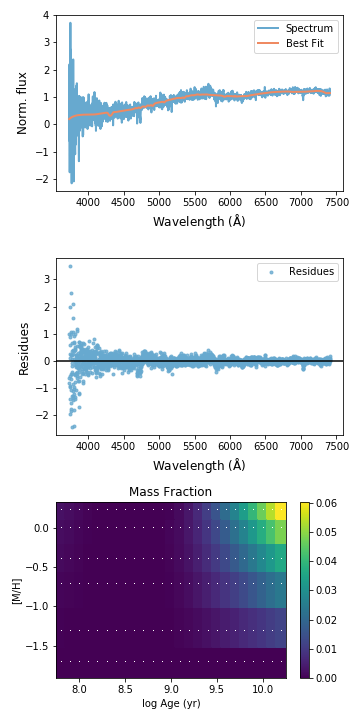 4
3
2
1
0
−1
−2
Norm. flux
Spectrum
Best Fit
4000 4500 5000 5500 6000 6500 7000 7500
Wavelength (Å)
3
2
1
0
−1
−2
Residues
Residues
4000 4500 5000 5500 6000 6500 7000 7500
Wavelength (Å)
Mass Fraction
0.0
−0.5
−1.0
−1.5
[M/H]
8.0 8.5 9.0 9.5 10.0
log Age (yr)
0.06
0.05
0.04
0.03
0.02
0.01
0.00